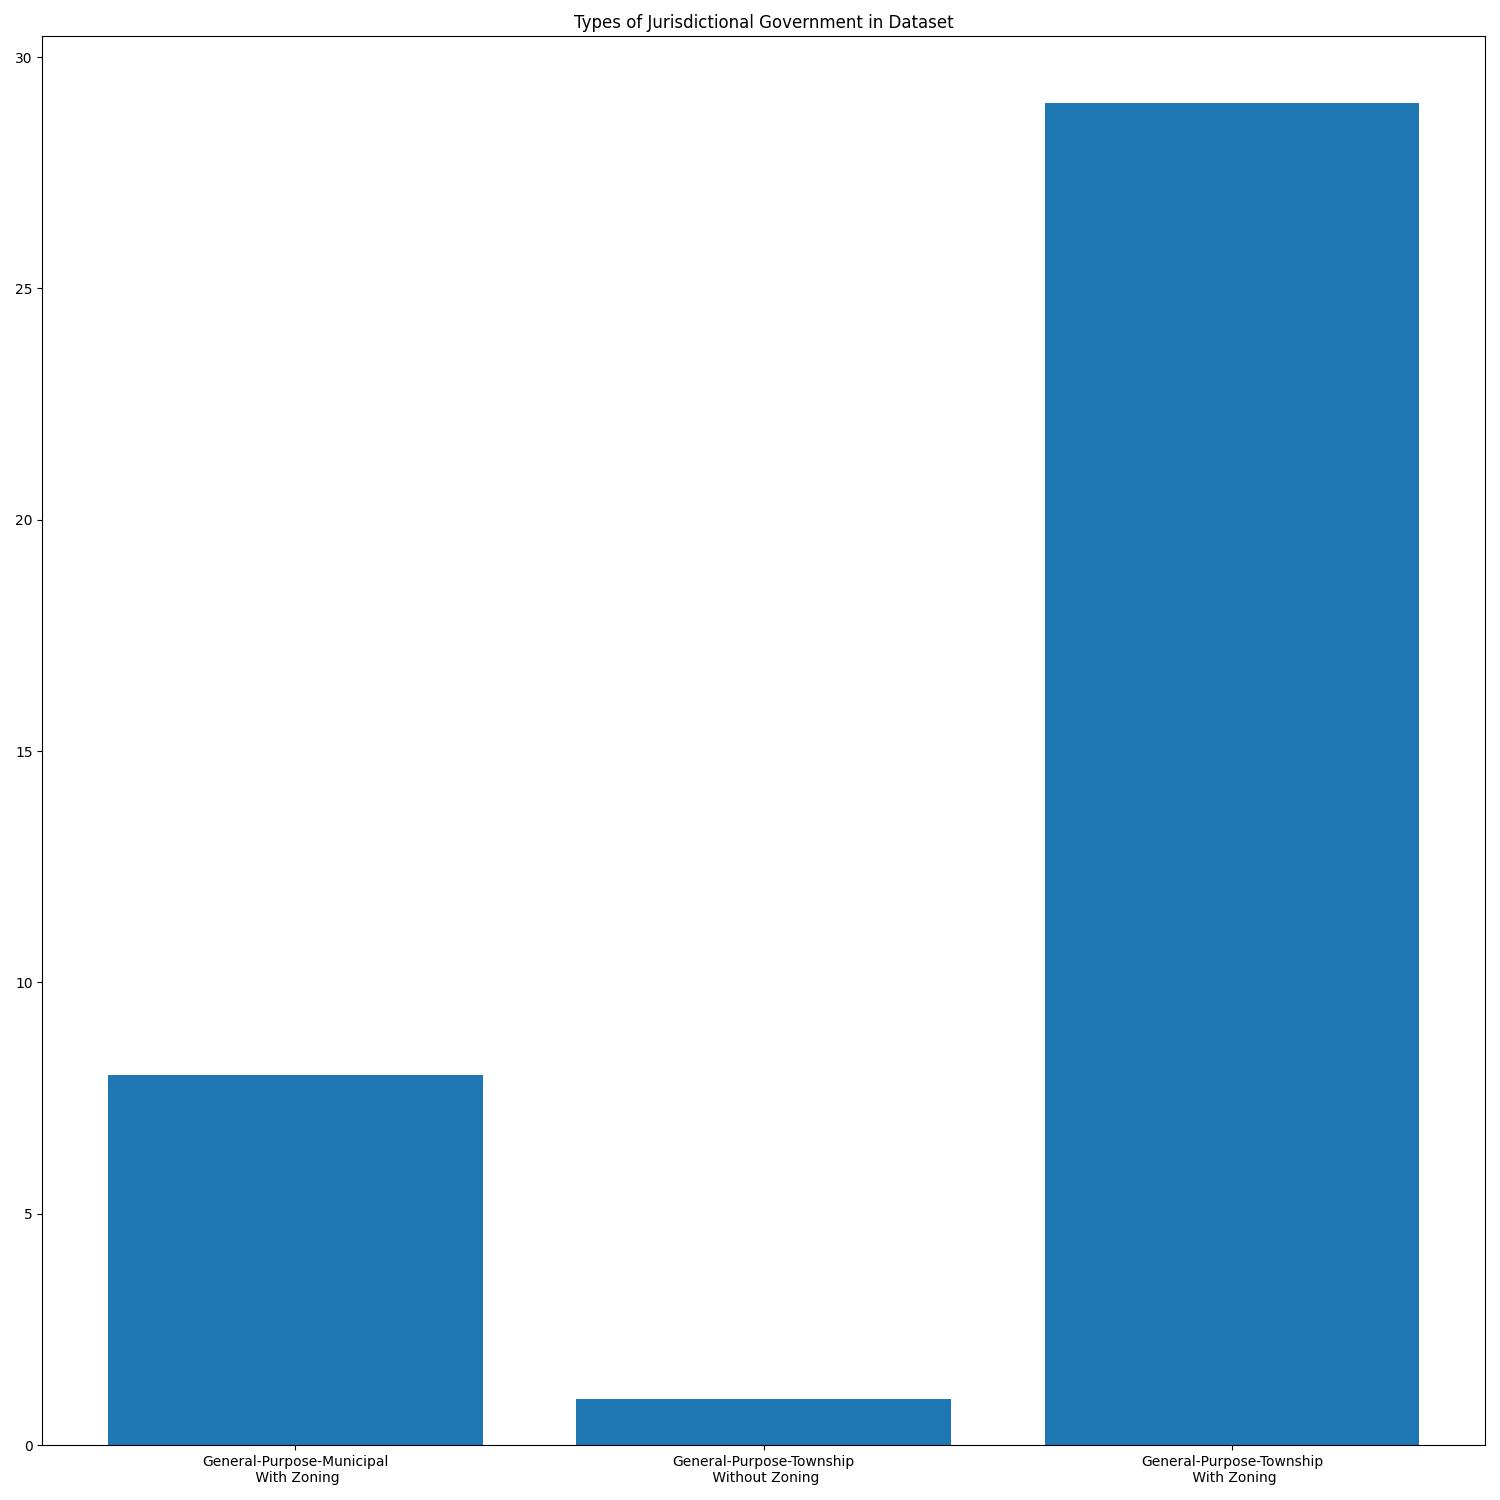 Types of Jurisdictional Government in Dataset
30
25
20
15
10
5
0
General-Purpose-Municipal
With Zoning
General-Purpose-Township
Without Zoning
General-Purpose-Township
With Zoning